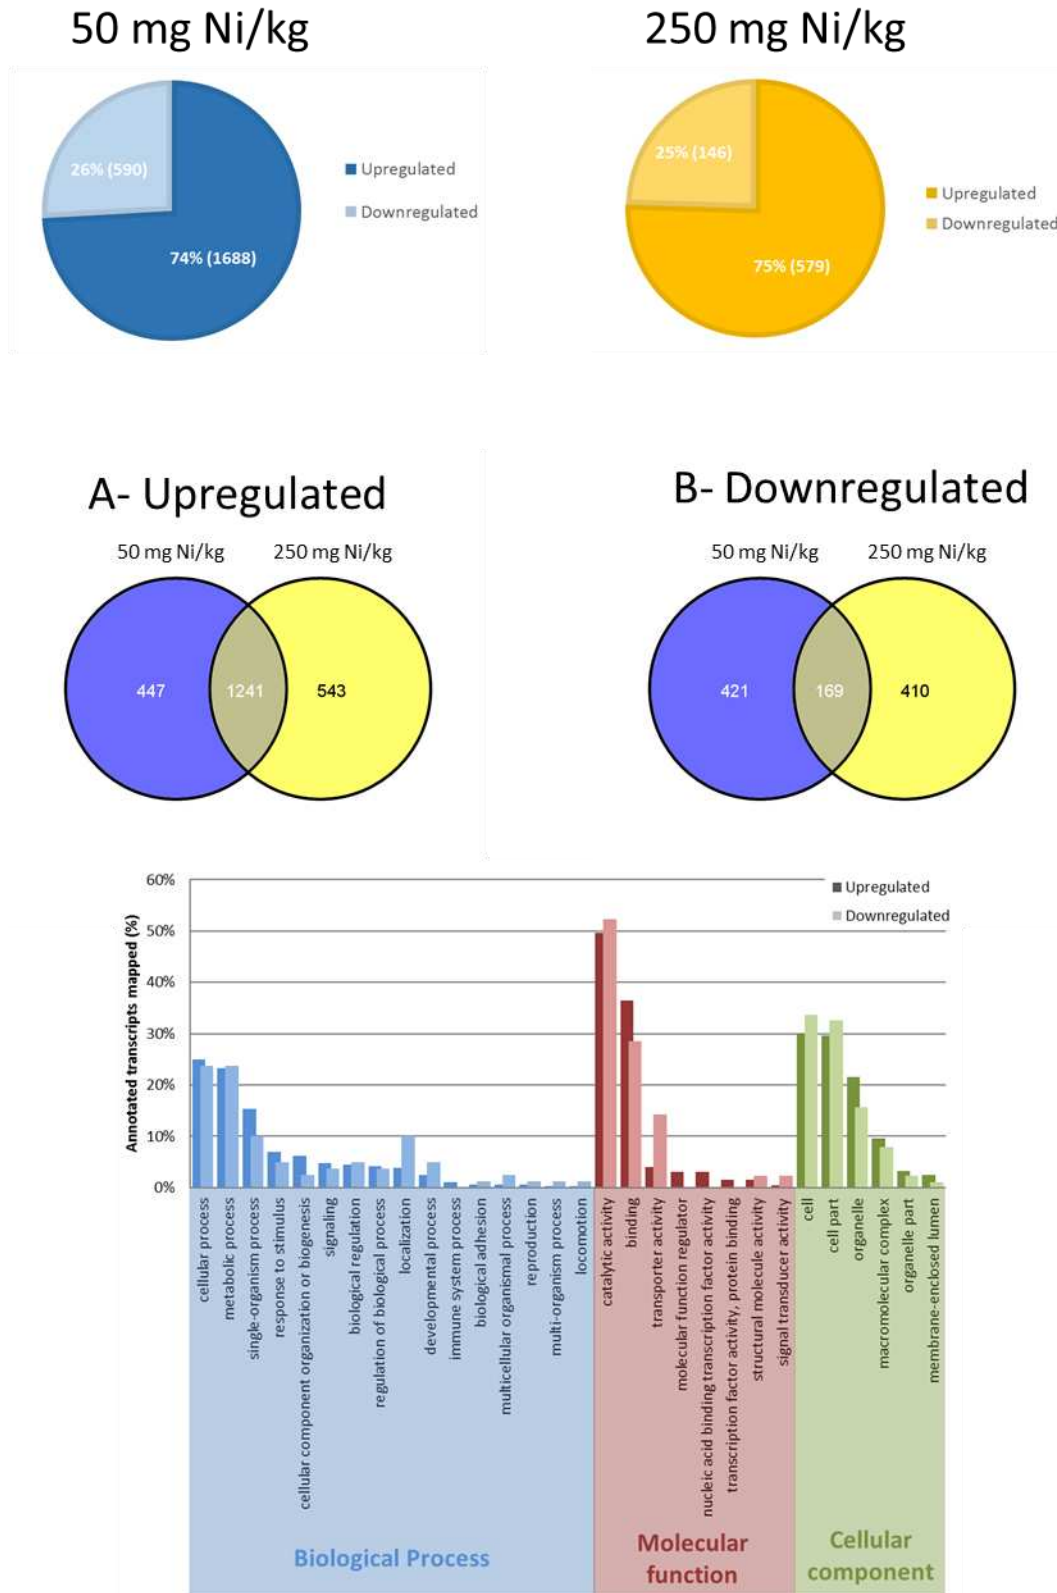 50 mg Ni/kg
250 mg Ni/kg
26% (590)
74% (1688)
Upregulated
Downregulated
25% (146)
75% (579)
Upregulated
Downregulated
A- Upregulated
B- Downregulated
50 mg Ni/kg
250 mg Ni/kg
447
1241
543
50 mg Ni/kg
250 mg Ni/kg
421
169
410
Annotated transcripts mapped (%)
60%
50%
40%
30%
20%
10%
0%
Upregulated
Downregulated
cellular process
metabolic process
single-organism process
response to stimulus
cellular component organization or biogenesis
signaling
biological regulation
regulation of biological process
localization
developmental process
immune system process
biological adhesion
multicellular organismal process
reproduction
multi-organism process
locomotion
catalytic activity
binding
transporter activity
molecular function regulator
nucleic acid binding transcription factor activity
transcription factor activity, protein binding
structural molecule activity
signal transducer activity
cell
cell part
organelle
macromolecular complex
organelle part
membrane-enclosed lumen
Biological Process
Molecular
function
Cellular
component